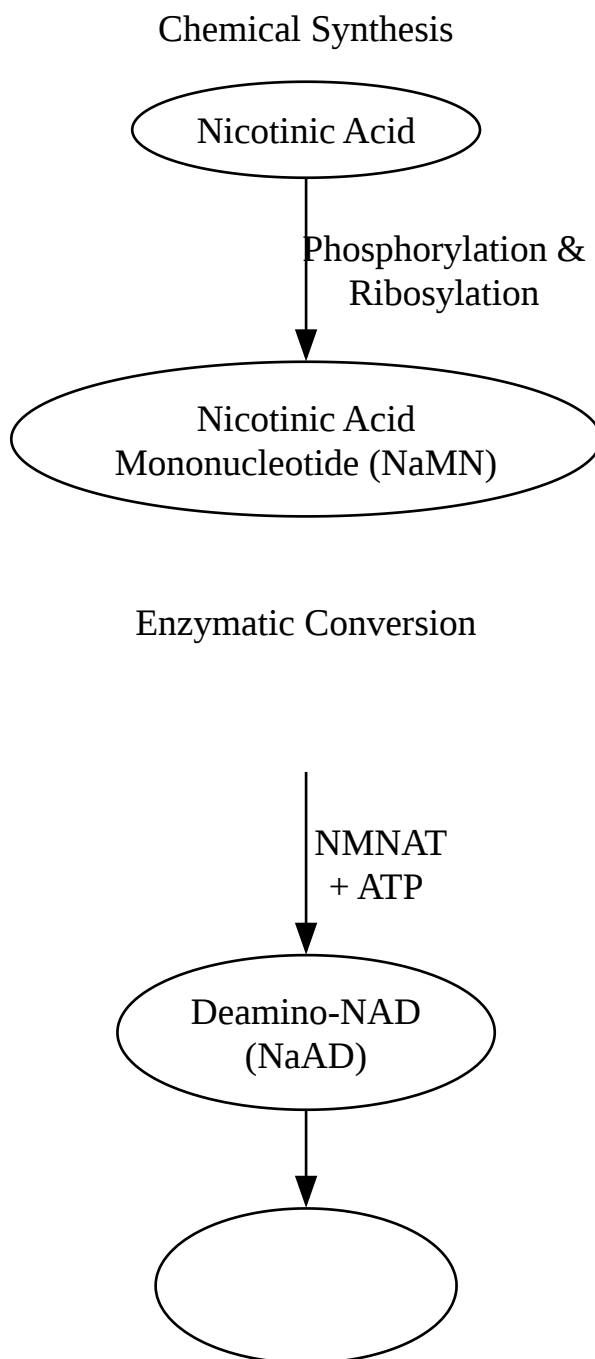 Chemical Synthesis
Nicotinic Acid
Phosphorylation &
Ribosylation
Nicotinic Acid
Mononucleotide (NaMN)
Enzymatic Conversion
NMNAT
+ ATP
Deamino-NAD
(NaAD)